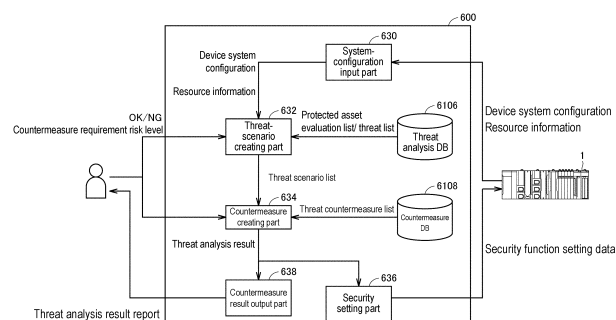 600
630
System-
configuration
input part
Device system
configuration
Resource information
OK/NG
Countermeasure requirement risk level
632
Threat-
scenario
creating part
Protected asset
evaluation list/ threat list
6106
Threat
analysis DB
Device system configuration
Resource information
1
Threat scenario list
634
Countermeasure
creating part
Threat countermeasure list
6108
Countermeasure
DB
Threat analysis result
Security function setting data
638
Countermeasure
result output part
636
Security
setting part
Threat analysis result report